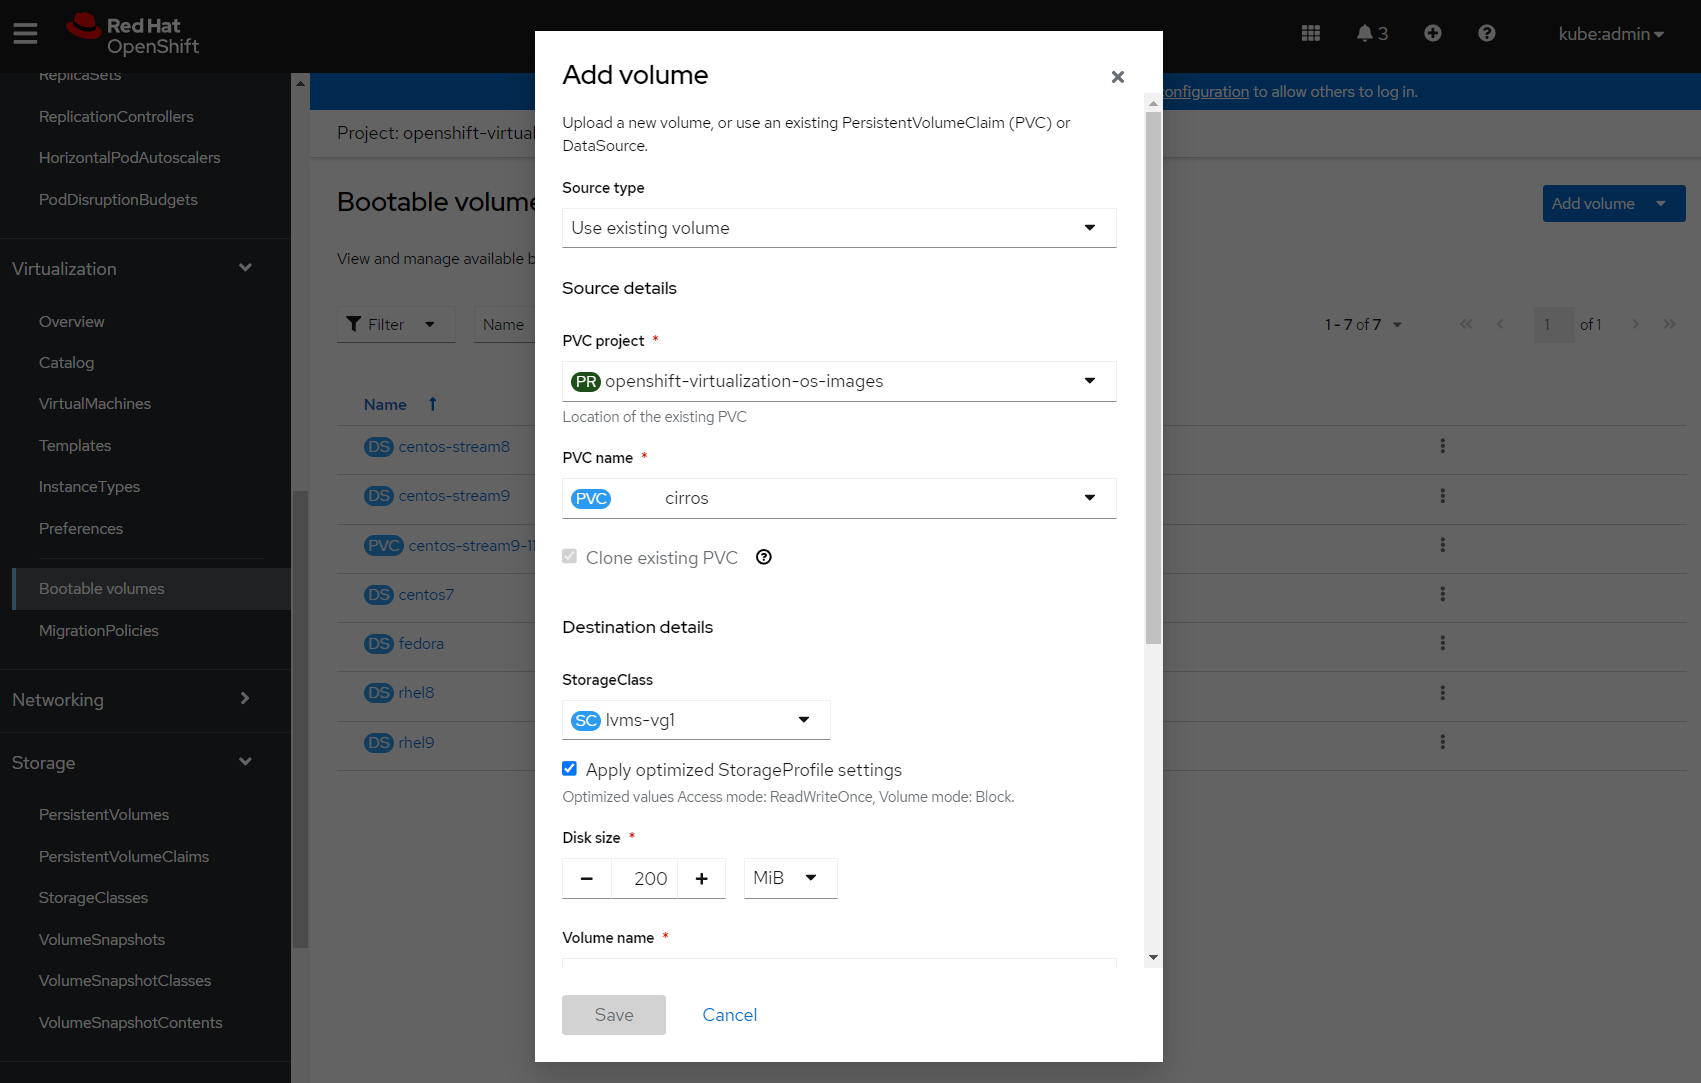 Red Hat
OpenShift
3
kube:admin
ReplicaSets
ReplicationControllers
HorizontalPodAutoscalers
PodDisruptionBudgets
Virtualization
Overview
Catalog
VirtualMachines
Templates
InstanceTypes
Preferences
Bootable volumes
MigrationPolicies
Networking
Storage
PersistentVolumes
PersistentVolumeClaims
StorageClasses
VolumeSnapshots
VolumeSnapshotClasses
VolumeSnapshotContents
onfiguration to allow others to log in.
Project: openshift-virtual
Bootable volume
Add volume
View and manage available b
Filter
Name
1 - 7 of 7
1 of 1
Name
DS centos-stream8
DS centos-stream9
PVC centos-stream9-11
DS centos7
DS fedora
DS rhel8
DS rhel9
Add volume
Upload a new volume, or use an existing PersistentVolumeClaim (PVC) or
DataSource.
Source type
Use existing volume
Source details
PVC project *
PR openshift-virtualization-os-images
Location of the existing PVC
PVC name *
PVC cirros
Clone existing PVC
Destination details
StorageClass
SC lvms-vg1
Apply optimized StorageProfile settings
Optimized values Access mode: ReadWriteOnce, Volume mode: Block.
Disk size *
200 MiB
Volume name *
Save Cancel